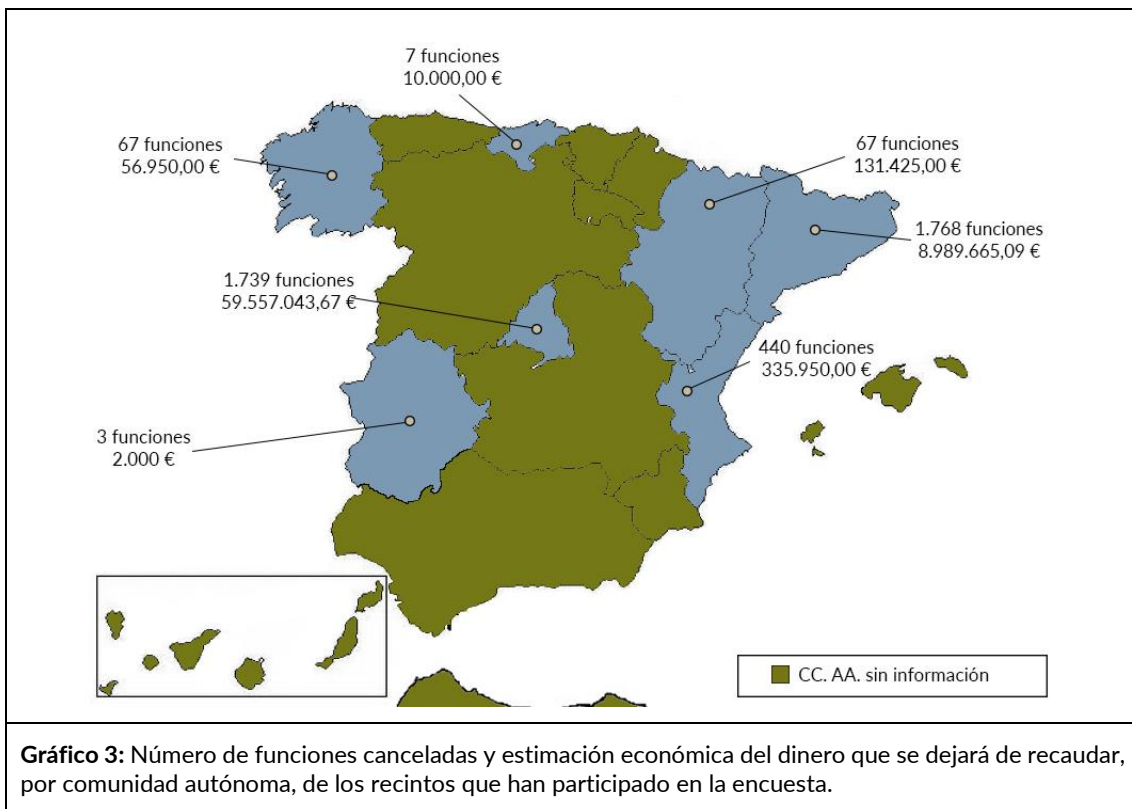 7 funciones
10.000,00 €
67 funciones
56.950,00 €
67 funciones
131.425,00 €
1.768 funciones
8.989.665,09 €
1.739 funciones
59.557.043,67 €
440 funciones
335.950,00 €
3 funciones
2.000 €
CC. AA. sin información
Gráfico 3: Número de funciones canceladas y estimación económica del dinero que se dejará de recaudar,
por comunidad autónoma, de los recintos que han participado en la encuesta.